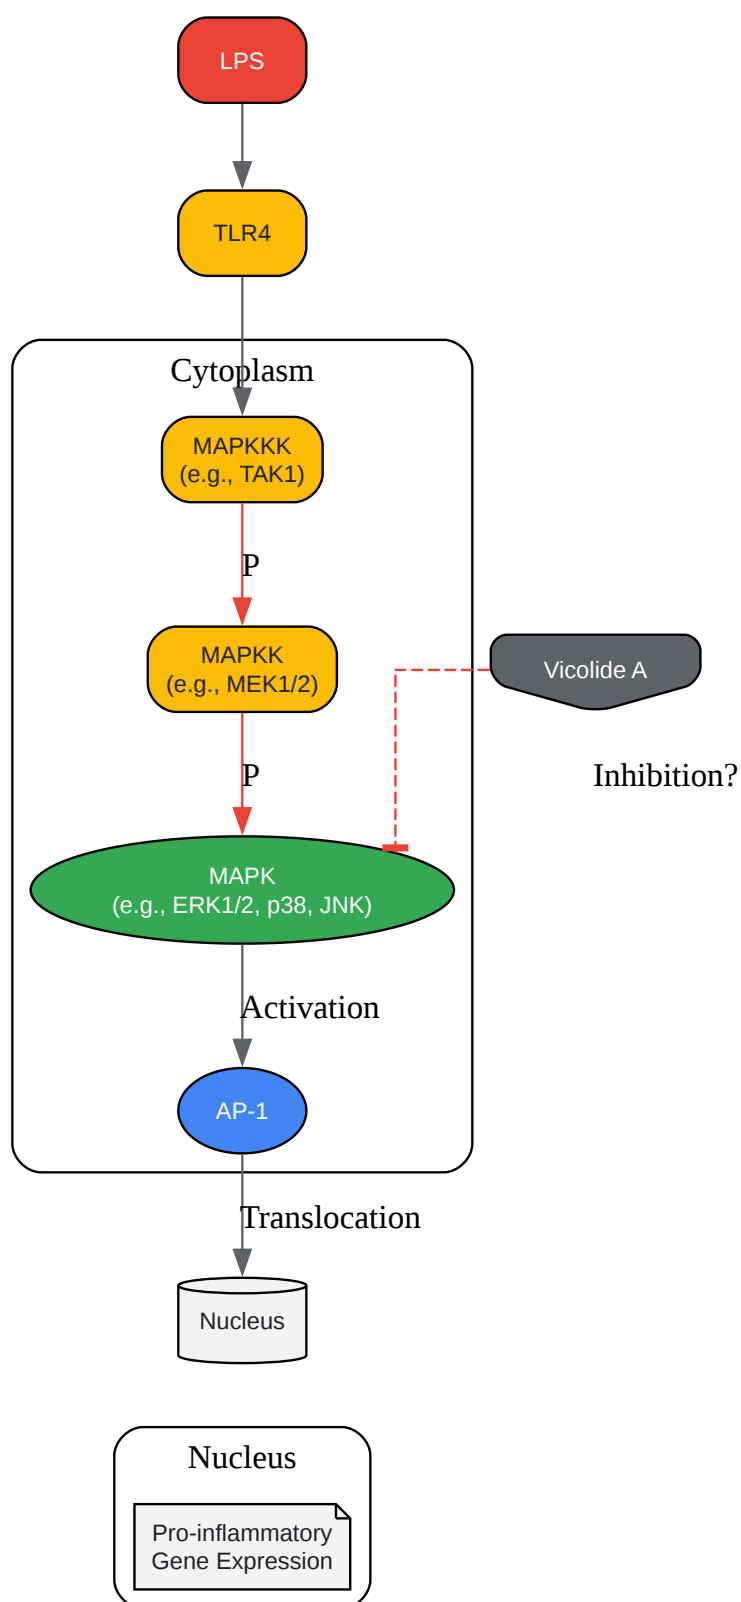 LPS
TLR4
Cytoplasm
MAPKKK
(e.g., TAK1)
P
MAPKK
(e.g., MEK1/2)
Vicolide A
P
Inhibition?
MAPK
(e.g., ERK1/2, p38, JNK)
Activation
AP-1
Translocation
Nucleus
Nucleus
Pro-inflammatory
Gene Expression